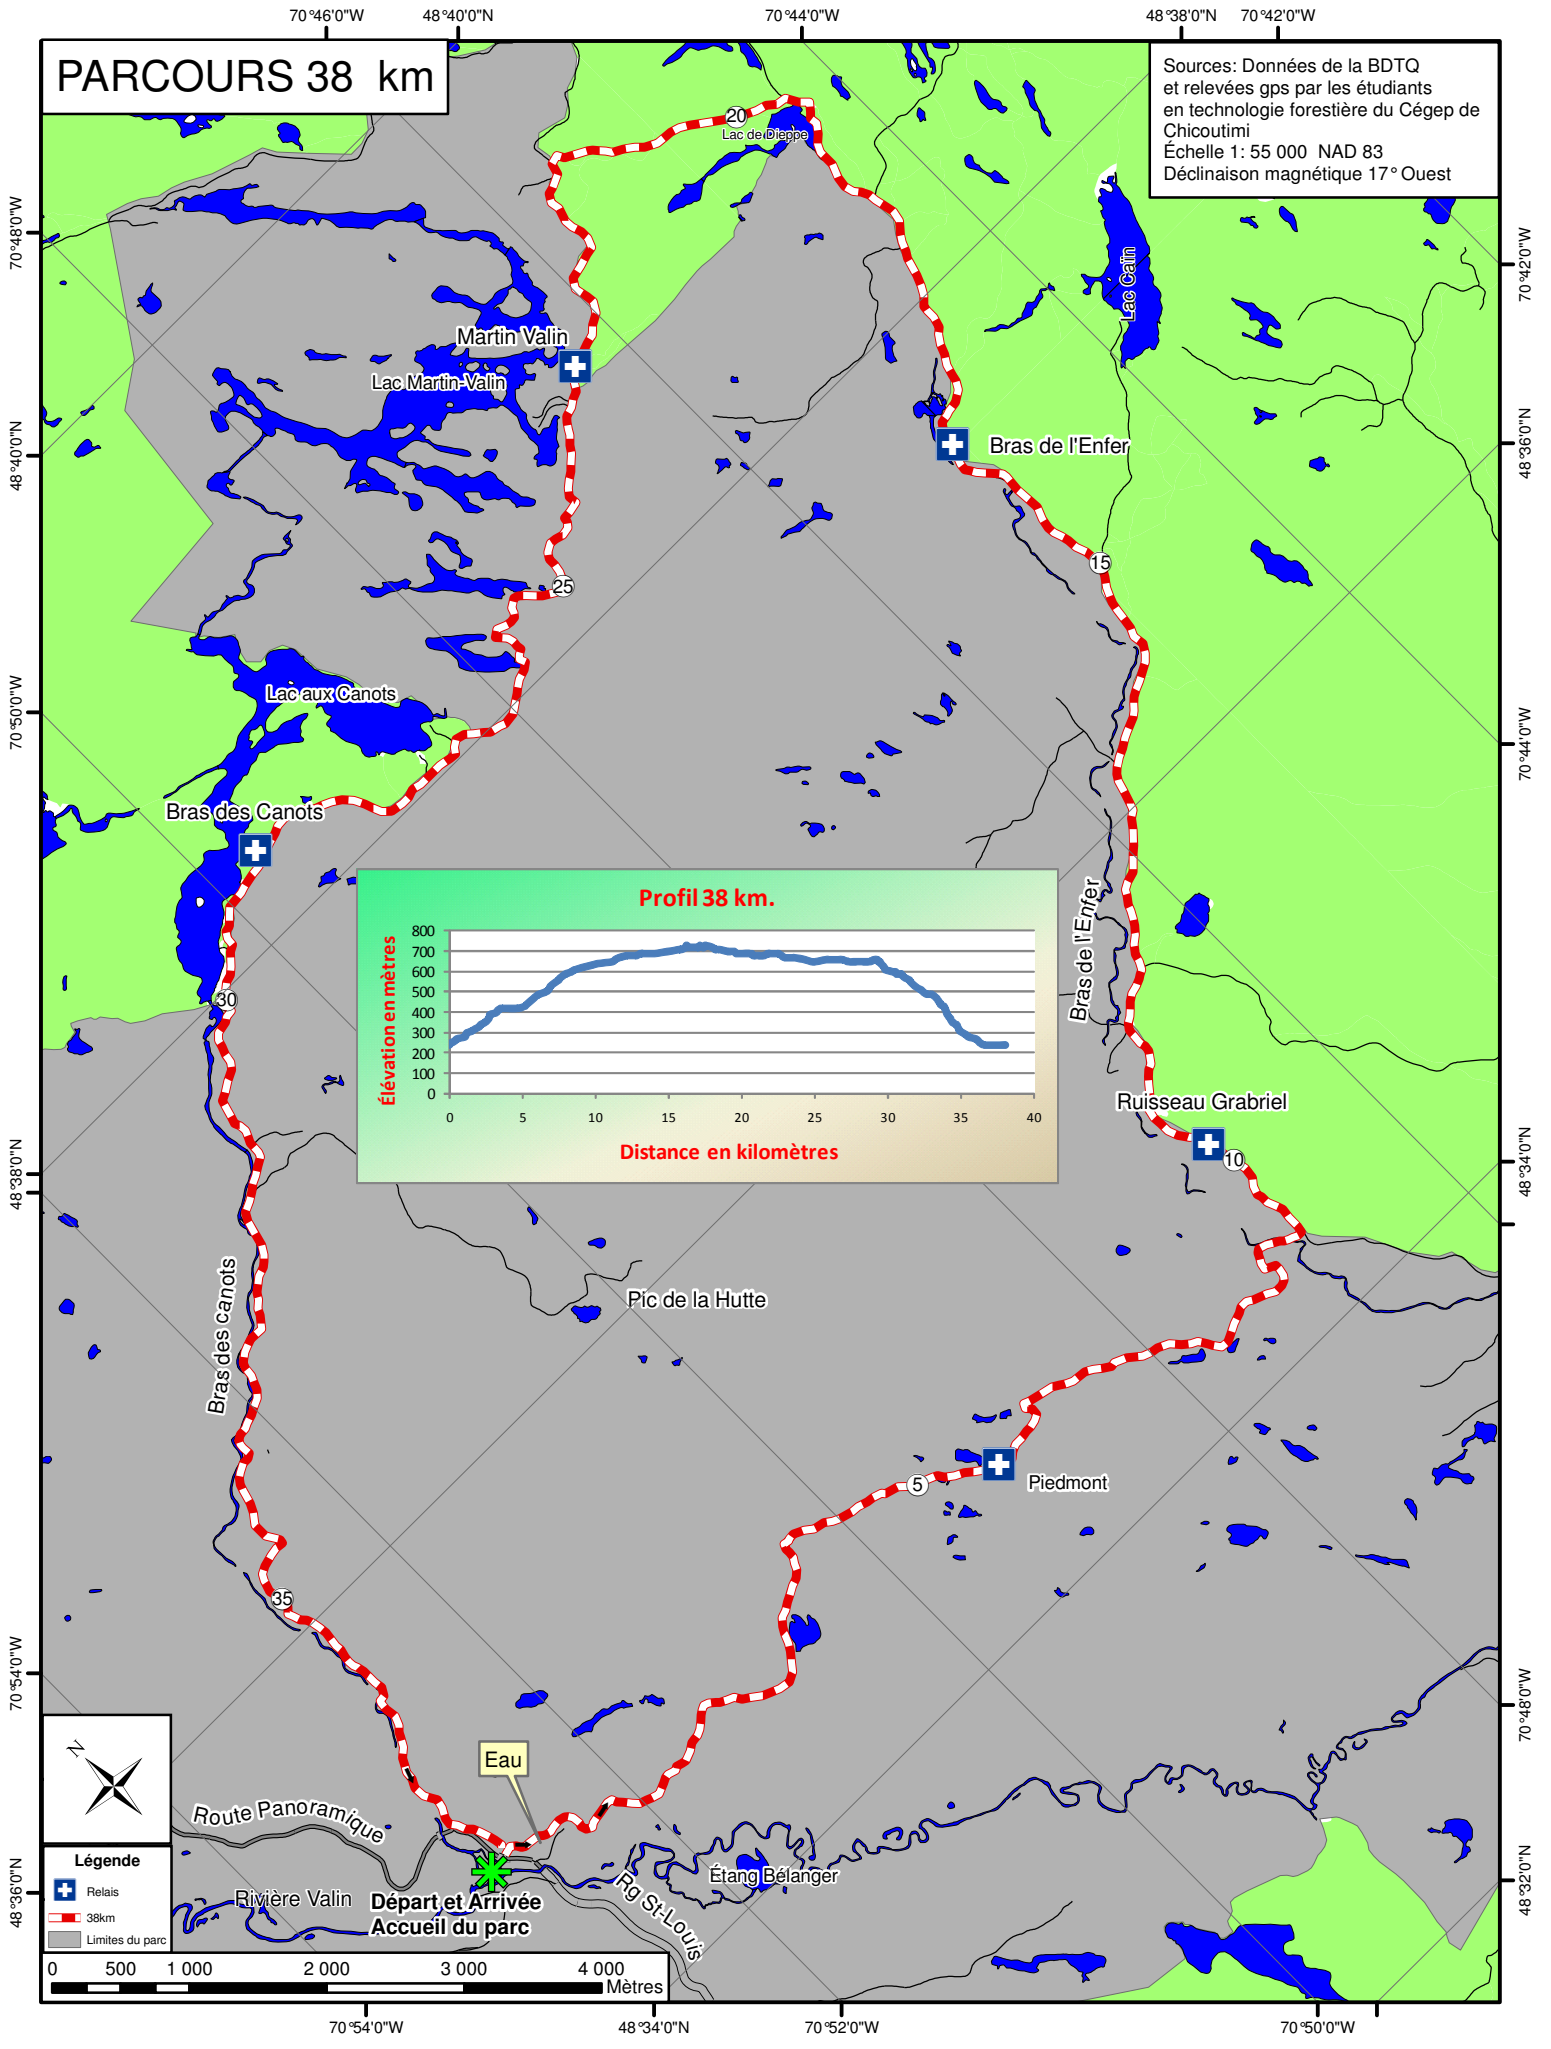 70°46'0"W
48°40'0"N
70°44'0"W
48°38'0"N
70°42'0"W
PARCOURS 38 km
Sources: Données de la BDTQ
et relevées gps par les étudiants
en technologie forestière du Cégep de
Chicoutimi
Échelle 1: 55 000 NAD 83
Déclinaison magnétique 17° Ouest
20
Lac de Dieppe
70°48'0"W
70°42'0"W
Lac Caïn
Martin Valin
Lac Martin-Valin
48°40'0"N
48°36'0"N
Bras de l'Enfer
15
25
Lac aux Canots
70°50'0"W
70°44'0"W
Bras des Canots
Bras de l'Enfer
30
Profil 38 km.
Élévation en mètres
800
700
600
500
400
300
200
100
0
0 5 10 15 20 25 30 35 40
Distance en kilomètres
Ruisseau Grabriel
10
48°38'0"N
48°34'0"N
Pic de la Hutte
Bras des canots
5
Piedmont
35
70°54'0"W
70°48'0"W
N
Eau
Route Panoramique
Étang Bélanger
Rg St-Louis
48°36'0"N
48°32'0"N
Rivière Valin
Départ et Arrivée
Accueil du parc
Légende
Relais
38km
Limites du parc
0 500 1 000 2 000 3 000 4 000
Mètres
70°54'0"W
48°34'0"N
70°52'0"W
70°50'0"W